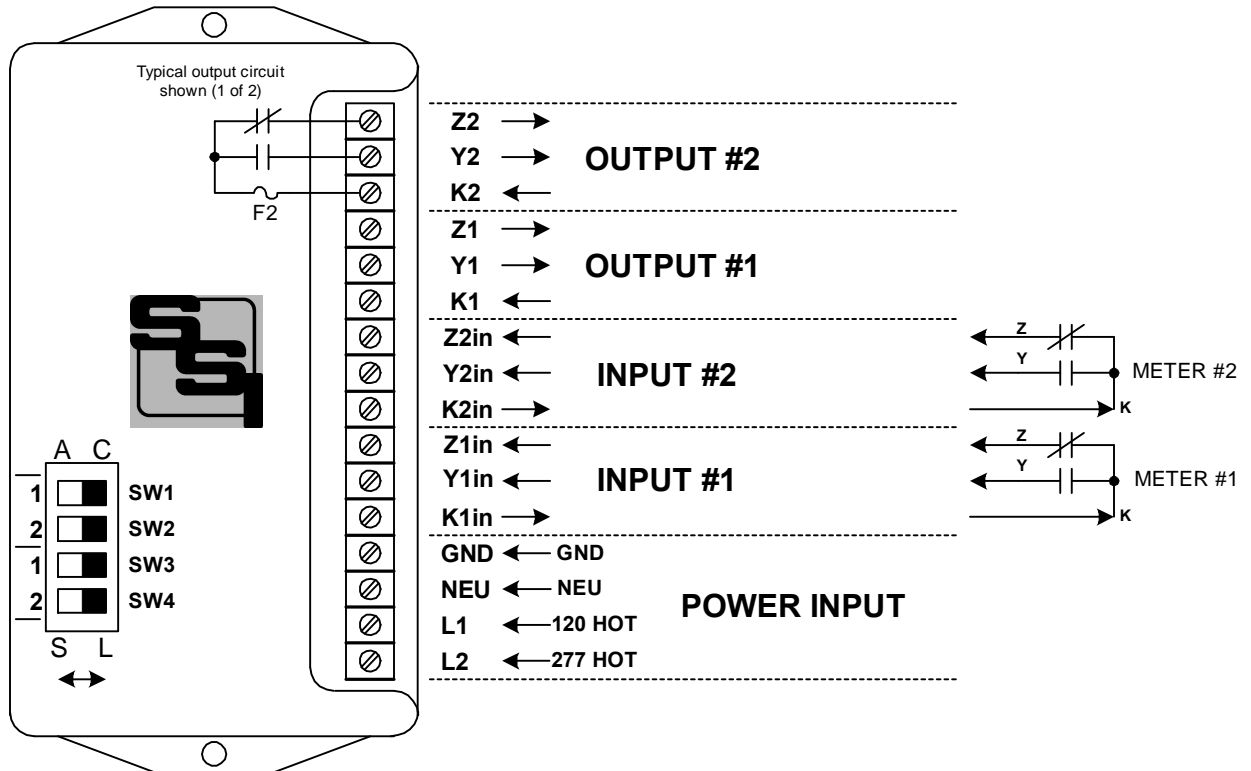 Typical output circuit
shown (1 of 2)
F2
SSI
A C
1 SW1
2 SW2
1 SW3
2 SW4
S L
Z2
Y2 OUTPUT #2
K2
Z1
Y1 OUTPUT #1
K1
Z2in
Y2in INPUT #2
K2in
Z
Y METER #2
K
Z1in
Y1in INPUT #1
K1in
Z
Y METER #1
K
GND GND
NEU NEU
POWER INPUT
L1 120 HOT
L2 277 HOT